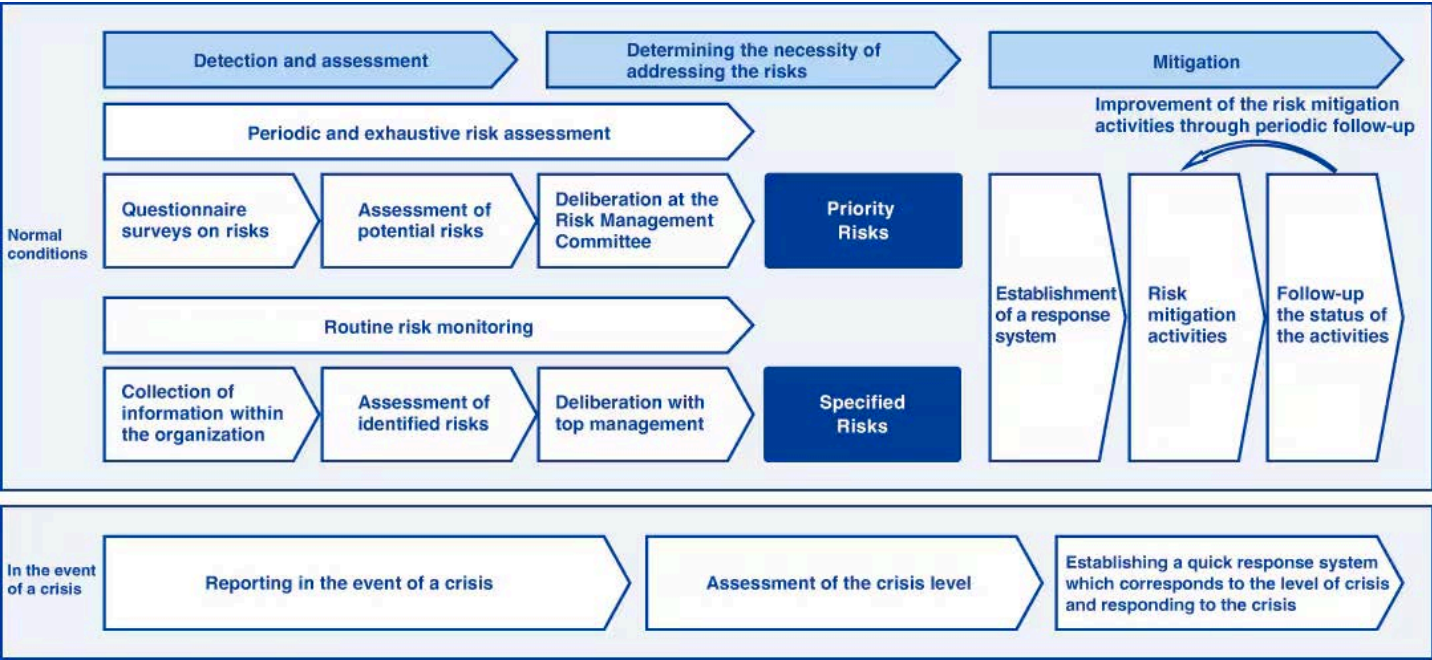 Detection and assessment
Determining the necessity of
addressing the risks
Mitigation
Improvement of the risk mitigation
activities through periodic follow-up
Normal
conditions
Periodic and exhaustive risk assessment
Questionnaire
surveys on risks
Assessment of
potential risks
Deliberation at the
Risk Management
Committee
Priority
Risks
Routine risk monitoring
Collection of
information within
the organization
Assessment of
identified risks
Deliberation with
top management
Specified
Risks
Establishment
of a response
system
Risk
mitigation
activities
Follow-up
the status of
the activities
In the event
of a crisis
Reporting in the event of a crisis
Assessment of the crisis level
Establishing a quick response system
which corresponds to the level of crisis
and responding to the crisis